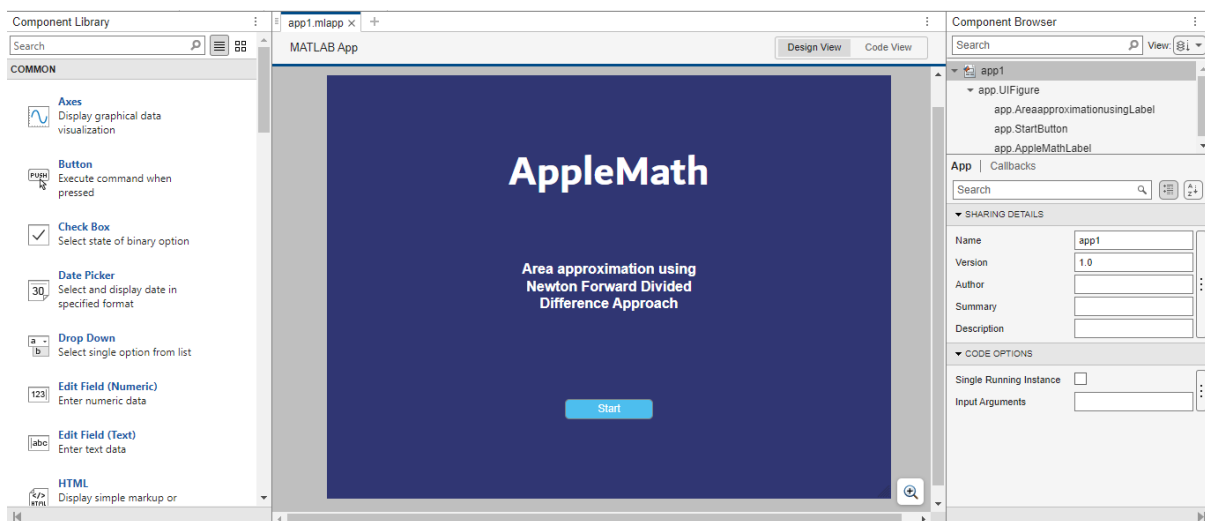 Component Library
Search
COMMON
Axes
Display graphical data
visualization
PUSH
Button
Execute command when
pressed
Check Box
Select state of binary option
30
Date Picker
Select and display date in
specified format
a
b
Drop Down
Select single option from list
123
Edit Field (Numeric)
Enter numeric data
abc
Edit Field (Text)
Enter text data
</>
HTML
HTML
Display simple markup or
app1.mlapp
MATLAB App
Design View
Code View
AppleMath
Area approximation using
Newton Forward Divided
Difference Approach
Start
Component Browser
Search
View:
app1
app.UIFigure
app.AreaapproximationusingLabel
app.StartButton
app.AppleMathLabel
App | Callbacks
Search
SHARING DETAILS
Name app1
Version 1.0
Author
Summary
Description
CODE OPTIONS
Single Running Instance
Input Arguments